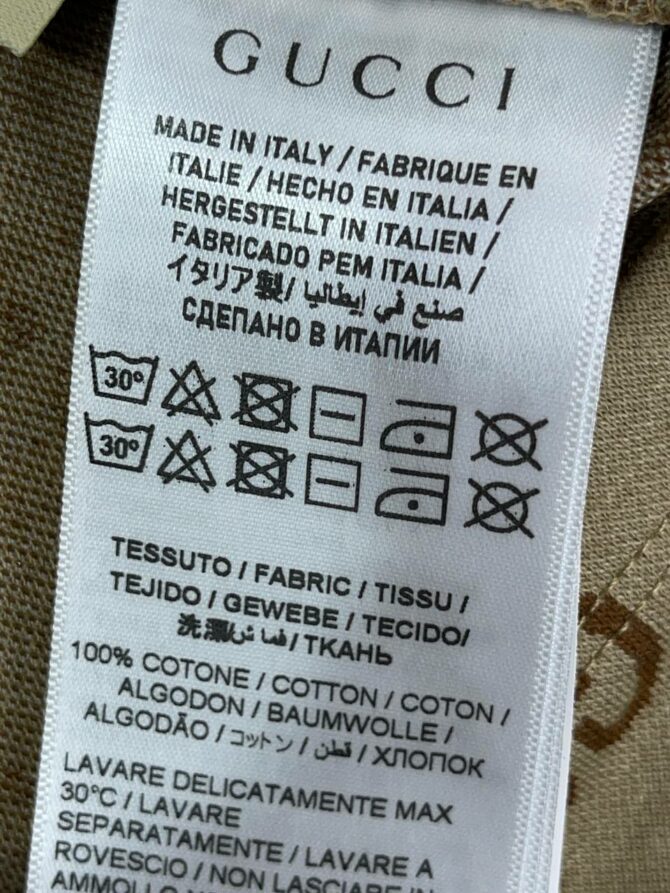 GUCCI
MADE IN ITALY / FABRIQUE EN
ITALIE / HECHO EN ITALIA /
HERGESTELLT IN ITALIEN /
FABRICADO PEM ITALIA /
イタリア製/ صنع في إيطاليا /
СДЕПАНО В ИТАПИИ
30°
30°
TESSUTO / FABRIC / TISSU /
TEJIDO / GEWEBE / TECIDO/
洗濯/قماش/ ТКАНЬ
100% COTONE / COTTON / COTON /
ALGODON / BAUMWOLLE /
ALGODÃO / コットン / قطن / ХЛОПОК
LAVARE DELICATAMENTE MAX
30°C / LAVARE
SEPARATAMENTE / LAVARE A
ROVESCIO / NON LASCIARE IN
AMMOLLO